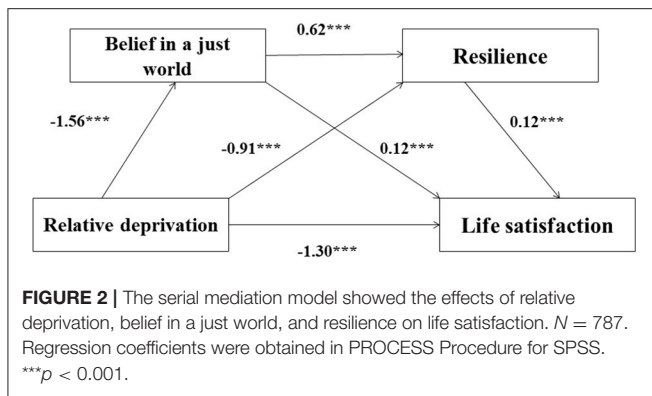 0.62***
Belief in a just
world
Resilience
-1.56***
-0.91***
0.12***
0.12***
Relative deprivation
Life satisfaction
-1.30***
FIGURE 2 | The serial mediation model showed the effects of relative
deprivation, belief in a just world, and resilience on life satisfaction. N = 787.
Regression coefficients were obtained in PROCESS Procedure for SPSS.
***p < 0.001.